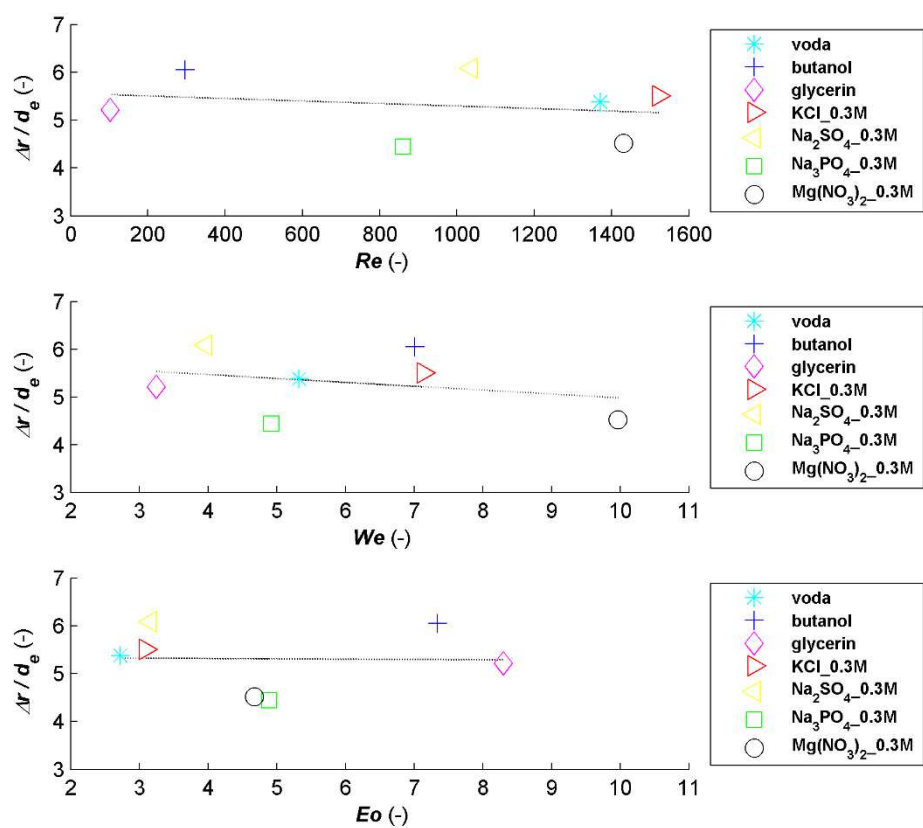 7
6
5
4
3
Δr / d_e (-)
0 200 400 600 800 1000 1200 1400 1600
Re (-)
voda
butanol
glycerin
KCl_0.3M
Na₂SO₄_0.3M
Na₃PO₄_0.3M
Mg(NO₃)₂_0.3M
7
6
5
4
3
Δr / d_e (-)
2 3 4 5 6 7 8 9 10 11
We (-)
voda
butanol
glycerin
KCl_0.3M
Na₂SO₄_0.3M
Na₃PO₄_0.3M
Mg(NO₃)₂_0.3M
7
6
5
4
3
Δr / d_e (-)
2 3 4 5 6 7 8 9 10 11
Eo (-)
voda
butanol
glycerin
KCl_0.3M
Na₂SO₄_0.3M
Na₃PO₄_0.3M
Mg(NO₃)₂_0.3M